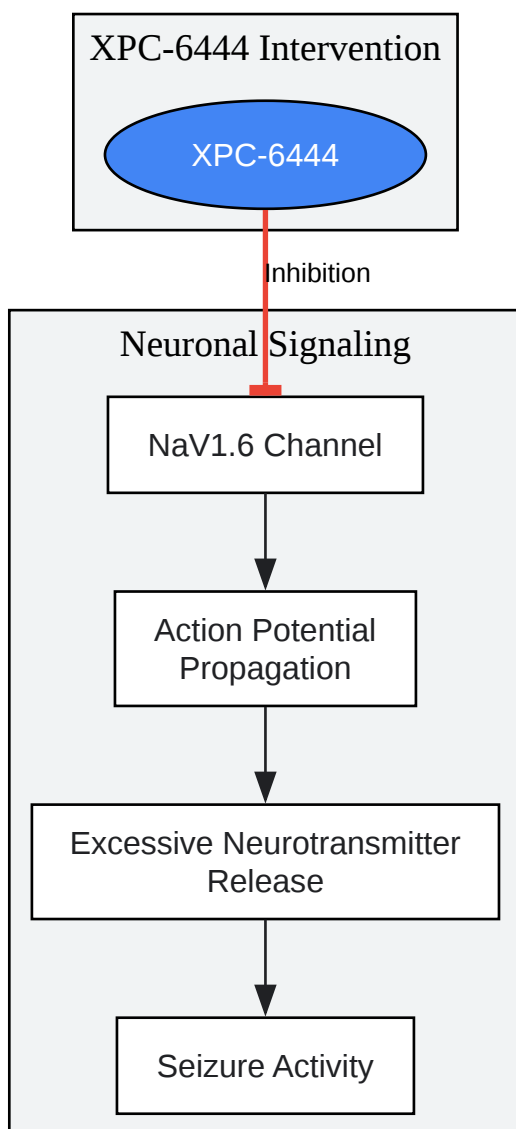 XPC-6444 Intervention
XPC-6444
Inhibition
Neuronal Signaling
NaV1.6 Channel
Action Potential
Propagation
Excessive Neurotransmitter
Release
Seizure Activity